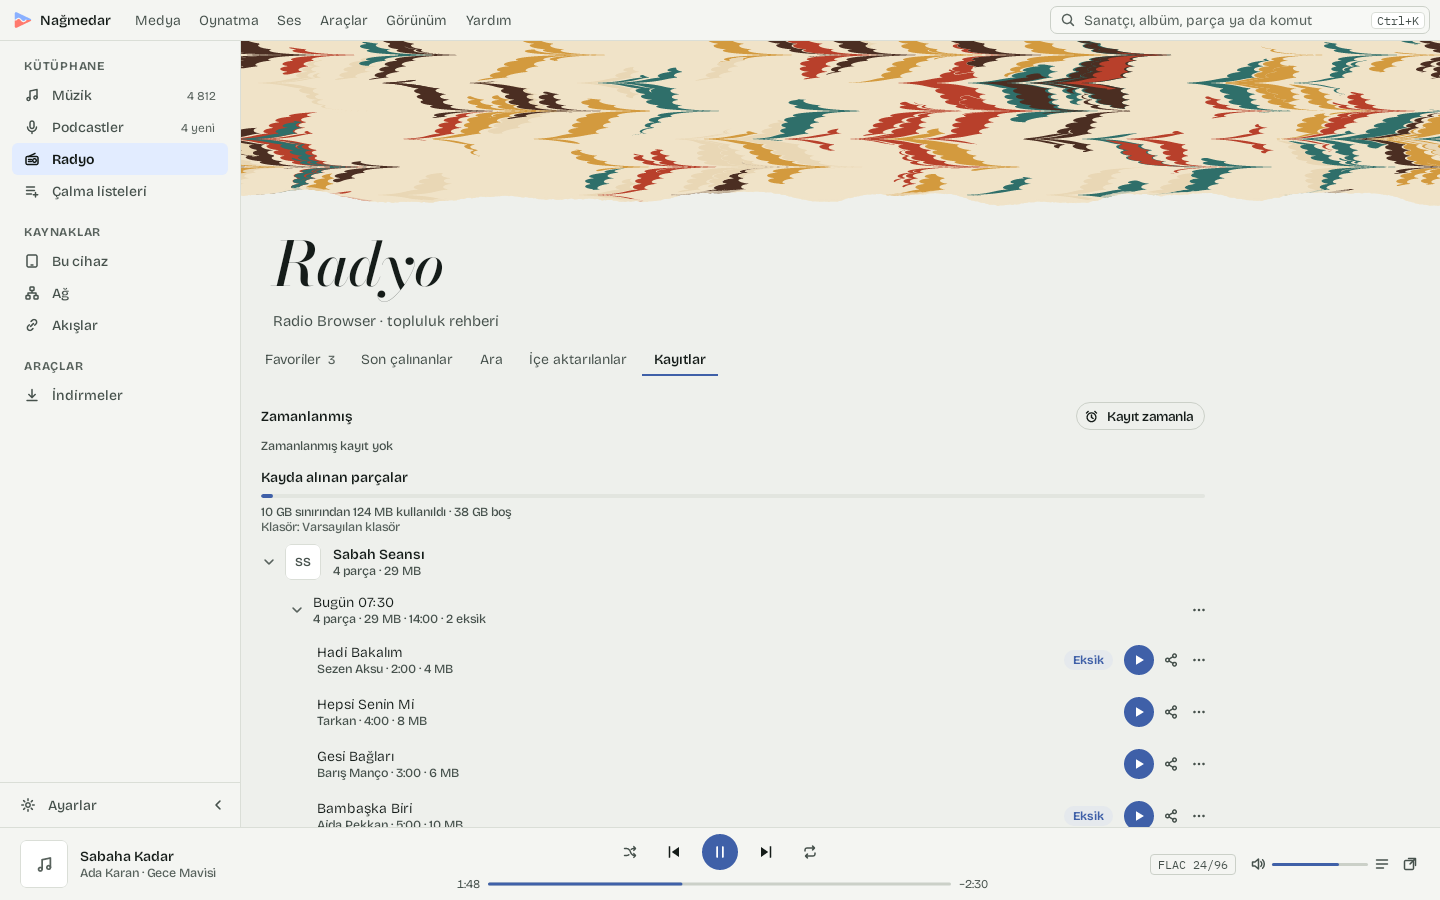 Nağmedar
Medya
Oynatma
Ses
Araçlar
Görünüm
Yardım
Sanatçı, albüm, parça ya da komut
Ctrl+K
KÜTÜPHANE
Müzik
4 812
Podcastler
4 yeni
Radyo
Çalma listeleri
KAYNAKLAR
Bu cihaz
Ağ
Akışlar
ARAÇLAR
İndirmeler
Ayarlar
Radyo
Radio Browser · topluluk rehberi
Favoriler 3
Son çalınanlar
Ara
İçe aktarılanlar
Kayıtlar
Zamanlanmış
Kayıt zamanla
Zamanlanmış kayıt yok
Kayda alınan parçalar
10 GB sınırından 124 MB kullanıldı · 38 GB boş
Klasör: Varsayılan klasör
SS
Sabah Seansı
4 parça · 29 MB
Bugün 07:30
4 parça · 29 MB · 14:00 · 2 eksik
Hadi Bakalım
Sezen Aksu · 2:00 · 4 MB
Eksik
Hepsi Senin Mi
Tarkan · 4:00 · 8 MB
Gesi Bağları
Barış Manço · 3:00 · 6 MB
Bambaşka Biri
Ajda Pekkan · 5:00 · 10 MB
Eksik
Sabaha Kadar
Ada Karan · Gece Mavisi
1:48
−2:30
FLAC 24/96